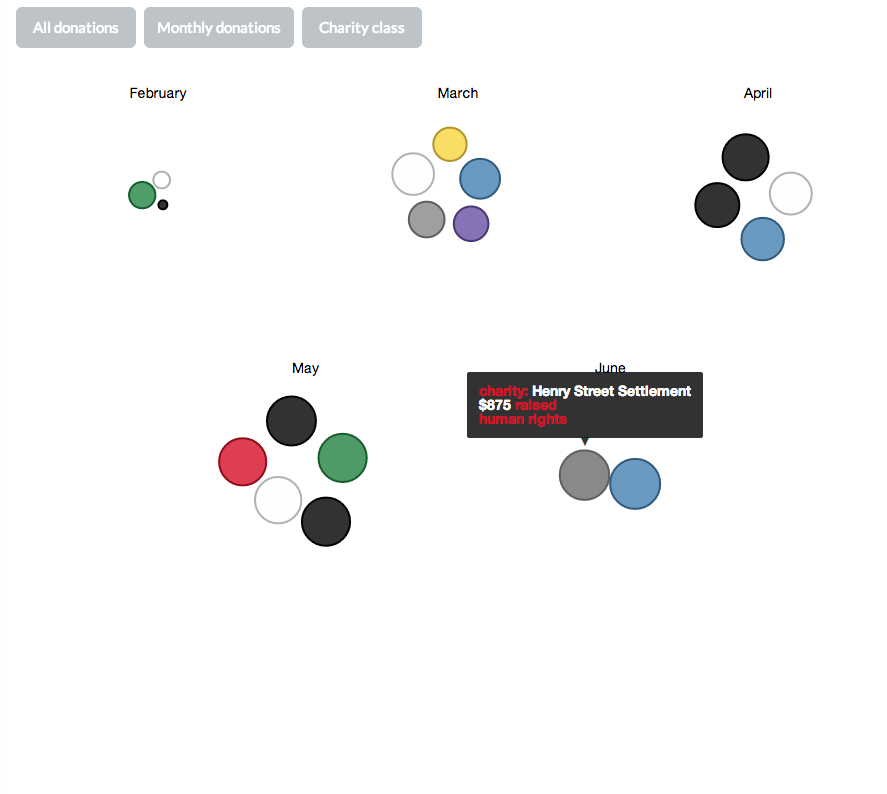 All donations
Monthly donations
Charity class
February
March
April
May
June
charity: Henry Street Settlement
$875 raised
human rights